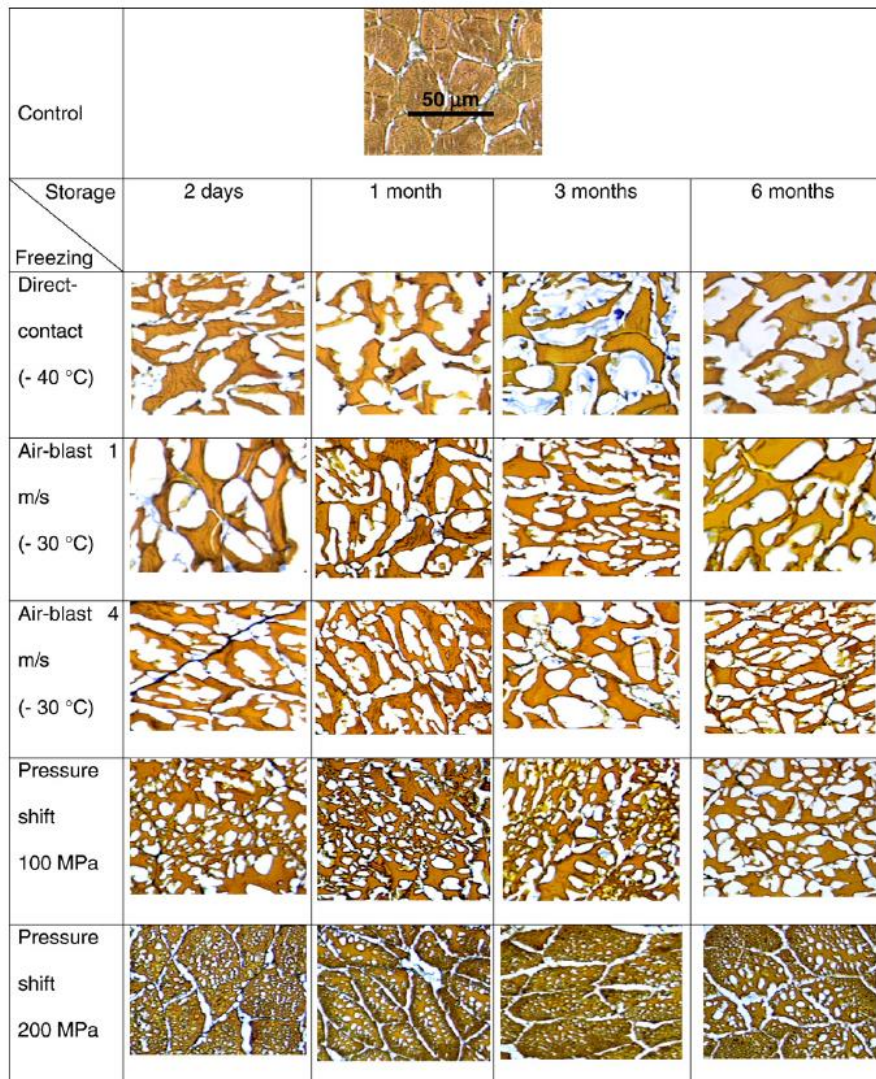 50 µm
Control
Storage
2 days
1 month
3 months
6 months
Freezing
Direct-
contact
(- 40 °C)
Air-blast 1
m/s
(- 30 °C)
Air-blast 4
m/s
(- 30 °C)
Pressure
shift
100 MPa
Pressure
shift
200 MPa